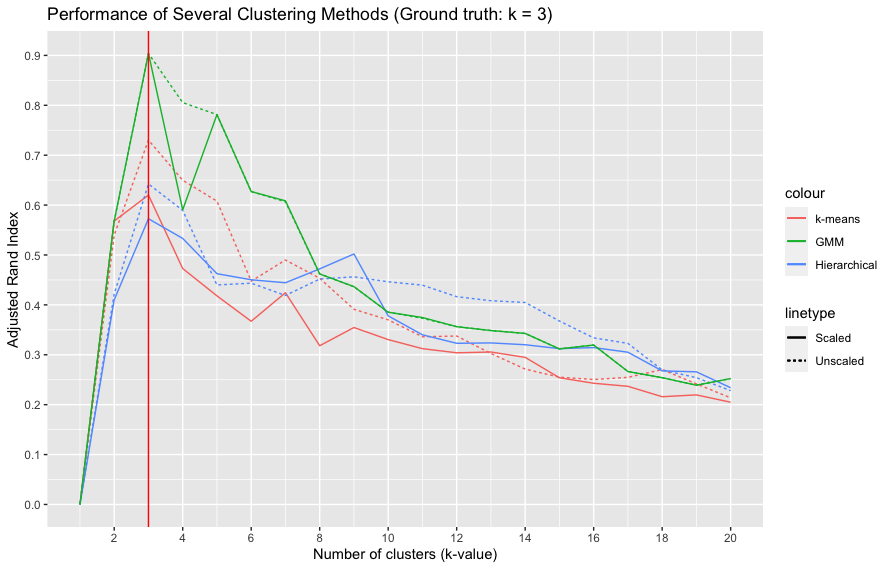 Performance of Several Clustering Methods (Ground truth: k = 3)
Adjusted Rand Index
0.9
0.8
0.7
0.6
0.5
0.4
0.3
0.2
0.1
0.0
2 4 6 8 10 12 14 16 18 20
Number of clusters (k-value)
colour
k-means
GMM
Hierarchical
linetype
Scaled
Unscaled